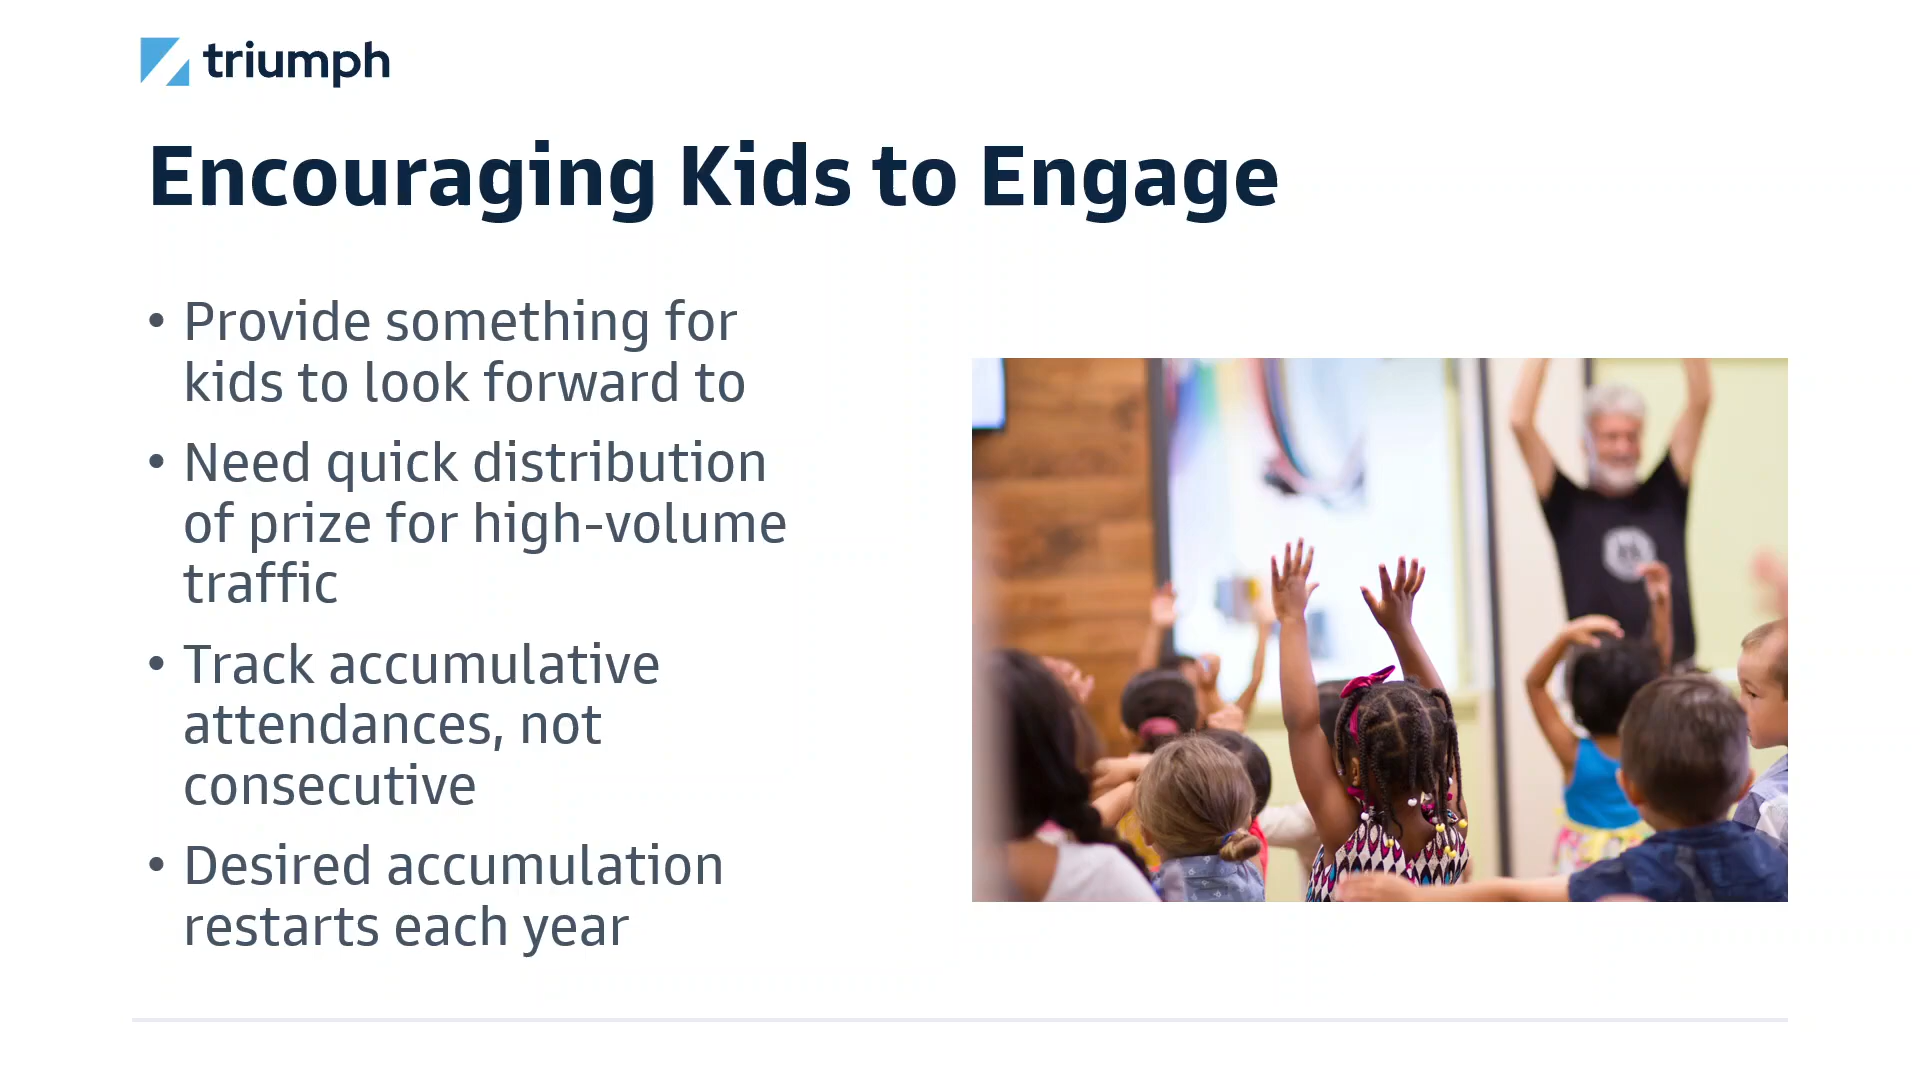 triumph
Encouraging Kids to Engage
• Provide something for
kids to look forward to
• Need quick distribution
of prize for high-volume
traffic
• Track accumulative
attendances, not
consecutive
• Desired accumulation
restarts each year